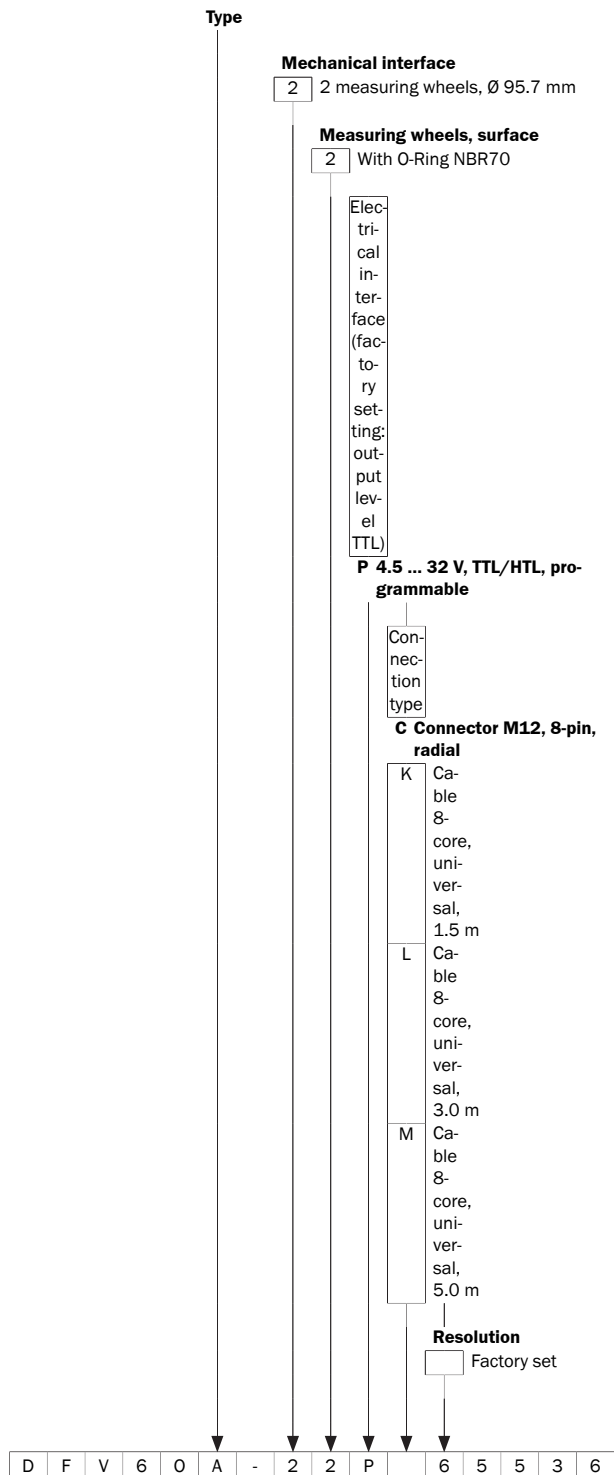 Type
Mechanical interface
2 2 measuring wheels, Ø 95.7 mm
Measuring wheels, surface
2 With O-Ring NBR70
Elec-
tri-
cal
in-
ter-
face
(fac-
to-
ry
set-
ting:
out-
put
lev-
el
TTL)
P 4.5 ... 32 V, TTL/HTL, pro-
grammable
Con-
nec-
tion
type
C Connector M12, 8-pin,
radial
K Ca-
ble
8-
core,
uni-
ver-
sal,
1.5 m
L Ca-
ble
8-
core,
uni-
ver-
sal,
3.0 m
M Ca-
ble
8-
core,
uni-
ver-
sal,
5.0 m
Resolution
Factory set
D F V 6 0 A - 2 2 P 6 5 5 3 6